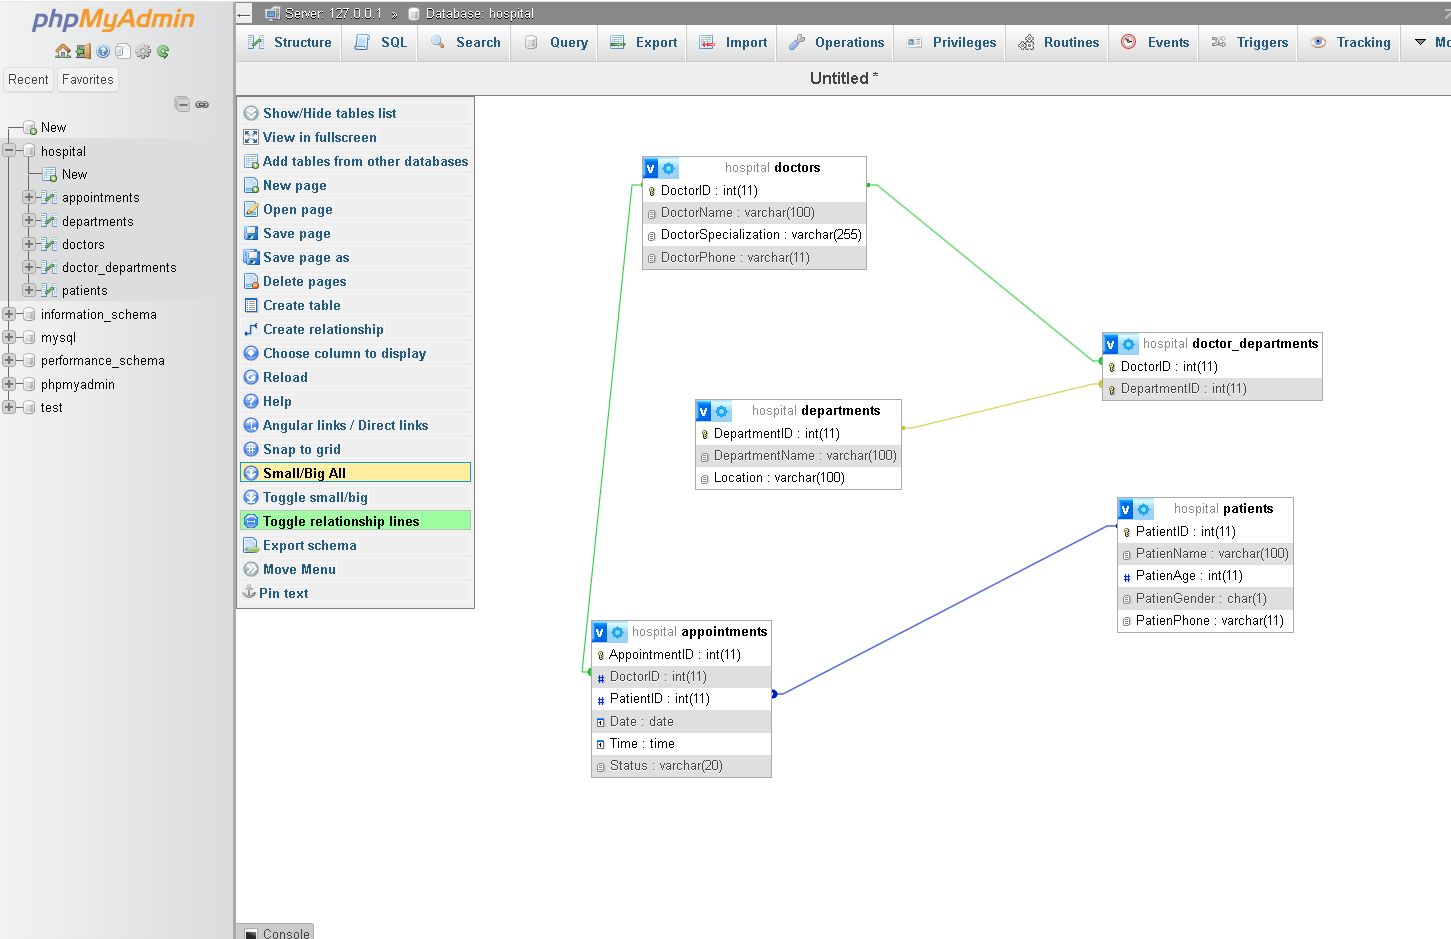 phpMyAdmin
Recent Favorites
New
hospital
New
appointments
departments
doctors
doctor_departments
patients
information_schema
mysql
performance_schema
phpmyadmin
test
Server: 127.0.0.1 » Database: hospital
Structure SQL Search Query Export Import Operations Privileges Routines Events Triggers Tracking
Untitled *
Show/Hide tables list
View in fullscreen
Add tables from other databases
New page
Open page
Save page
Save page as
Delete pages
Create table
Create relationship
Choose column to display
Reload
Help
Angular links / Direct links
Snap to grid
Small/Big All
Toggle small/big
Toggle relationship lines
Export schema
Move Menu
Pin text
v hospital doctors
DoctorID : int(11)
DoctorName : varchar(100)
DoctorSpecialization : varchar(255)
DoctorPhone : varchar(11)
v hospital doctor_departments
DoctorID : int(11)
DepartmentID : int(11)
v hospital departments
DepartmentID : int(11)
DepartmentName : varchar(100)
Location : varchar(100)
v hospital patients
PatientID : int(11)
PatienName : varchar(100)
# PatienAge : int(11)
PatienGender : char(1)
PatienPhone : varchar(11)
v hospital appointments
AppointmentID : int(11)
# DoctorID : int(11)
# PatientID : int(11)
Date : date
Time : time
Status : varchar(20)
Console